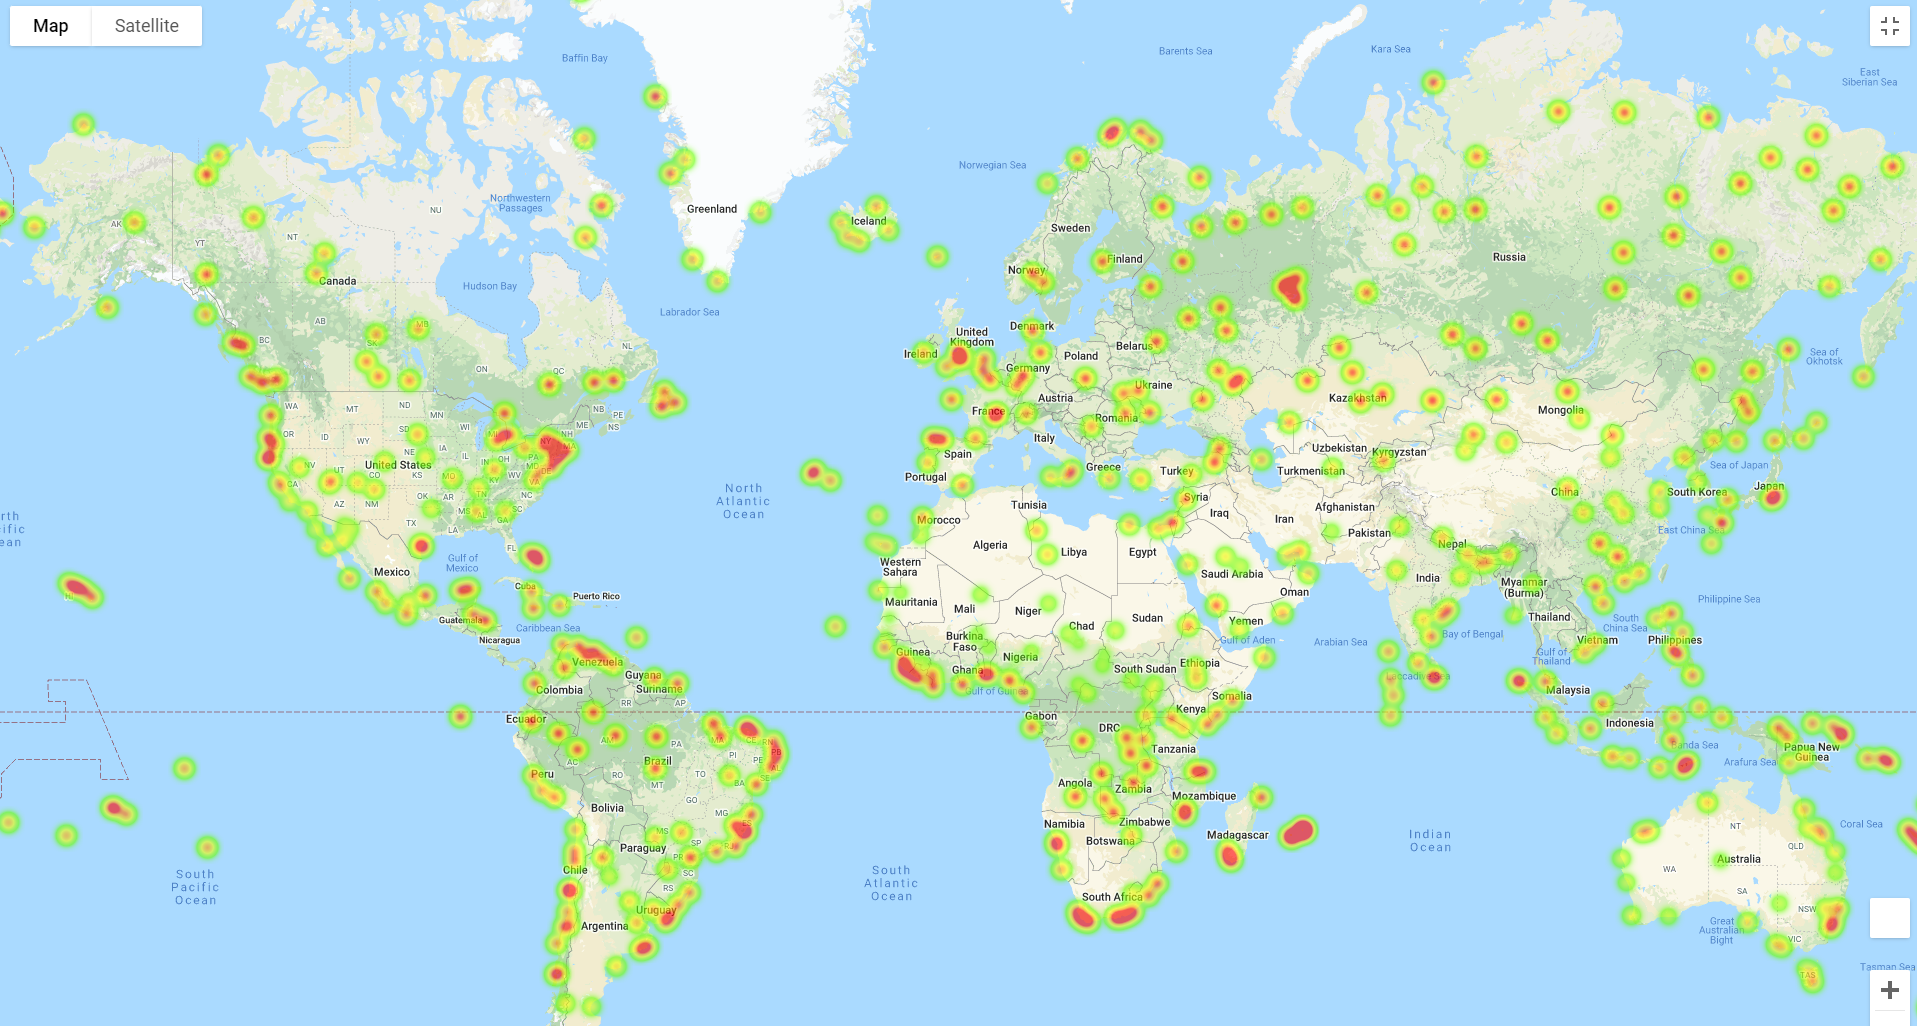 Map
Satellite
Baffin Bay
Barents Sea
Kara Sea
East
Siberian Sea
Norwegian Sea
Northwestern
Passages
NU
Greenland
Iceland
AK
YT
NT
Sweden
Finland
Norway
Russia
Canada
Hudson Bay
Labrador Sea
AB
MB
SK
BC
ON
QC
NL
NB
PE
NS
Denmark
United
Kingdom
Ireland
Belarus
Poland
Germany
Sea of
Okhotsk
Ukraine
Austria
France
Romania
Kazakhstan
Mongolia
WA
MT
ND
MN
OR
ID
SD
WY
NH
ME
NY
MA
MI
IA
IL
IN
OH
PA
MD
DE
NV
UT
CO
KS
MO
KY
VA
CA
AZ
NM
OK
AR
TN
NC
SC
MS
AL
GA
TX
LA
FL
United States
Italy
Spain
Portugal
Greece
Turkey
Uzbekistan
Kyrgyzstan
Turkmenistan
Sea of Japan
Japan
South Korea
China
East China Sea
North
Atlantic
Ocean
Tunisia
Morocco
Syria
Iraq
Iran
Afghanistan
Pakistan
Nepal
Algeria
Libya
Egypt
Western
Sahara
Saudi Arabia
Oman
India
Myanmar
(Burma)
Gulf of
Mexico
Mexico
HI
Cuba
Puerto Rico
Guatemala
Caribbean Sea
Nicaragua
Mauritania
Mali
Niger
Chad
Sudan
Yemen
Gulf of Aden
Arabian Sea
Bay of Bengal
Thailand
Philippine Sea
South
China Sea
Vietnam
Gulf of
Thailand
Philippines
Burkina
Faso
Guinea
Ghana
Nigeria
Gulf of Guinea
South Sudan
Ethiopia
Somalia
Laccadive Sea
Malaysia
Venezuela
Guyana
Suriname
Colombia
RR
AP
Ecuador
AM
PA
MA
CE
RN
PB
PE
AL
SE
PI
Brazil
AC
RO
TO
BA
MT
GO
MG
ES
Peru
Bolivia
MS
SP
RJ
PR
SC
RS
Paraguay
Chile
Uruguay
Argentina
Gabon
DRC
Kenya
Tanzania
Angola
Zambia
Mozambique
Namibia
Zimbabwe
Botswana
Madagascar
South Africa
Indonesia
Banda Sea
Papua New
Guinea
Arafura Sea
Coral Sea
Indian
Ocean
South
Pacific
Ocean
South
Atlantic
Ocean
NT
QLD
WA
Australia
SA
NSW
VIC
TAS
Great
Australian
Bight
Tasman Sea